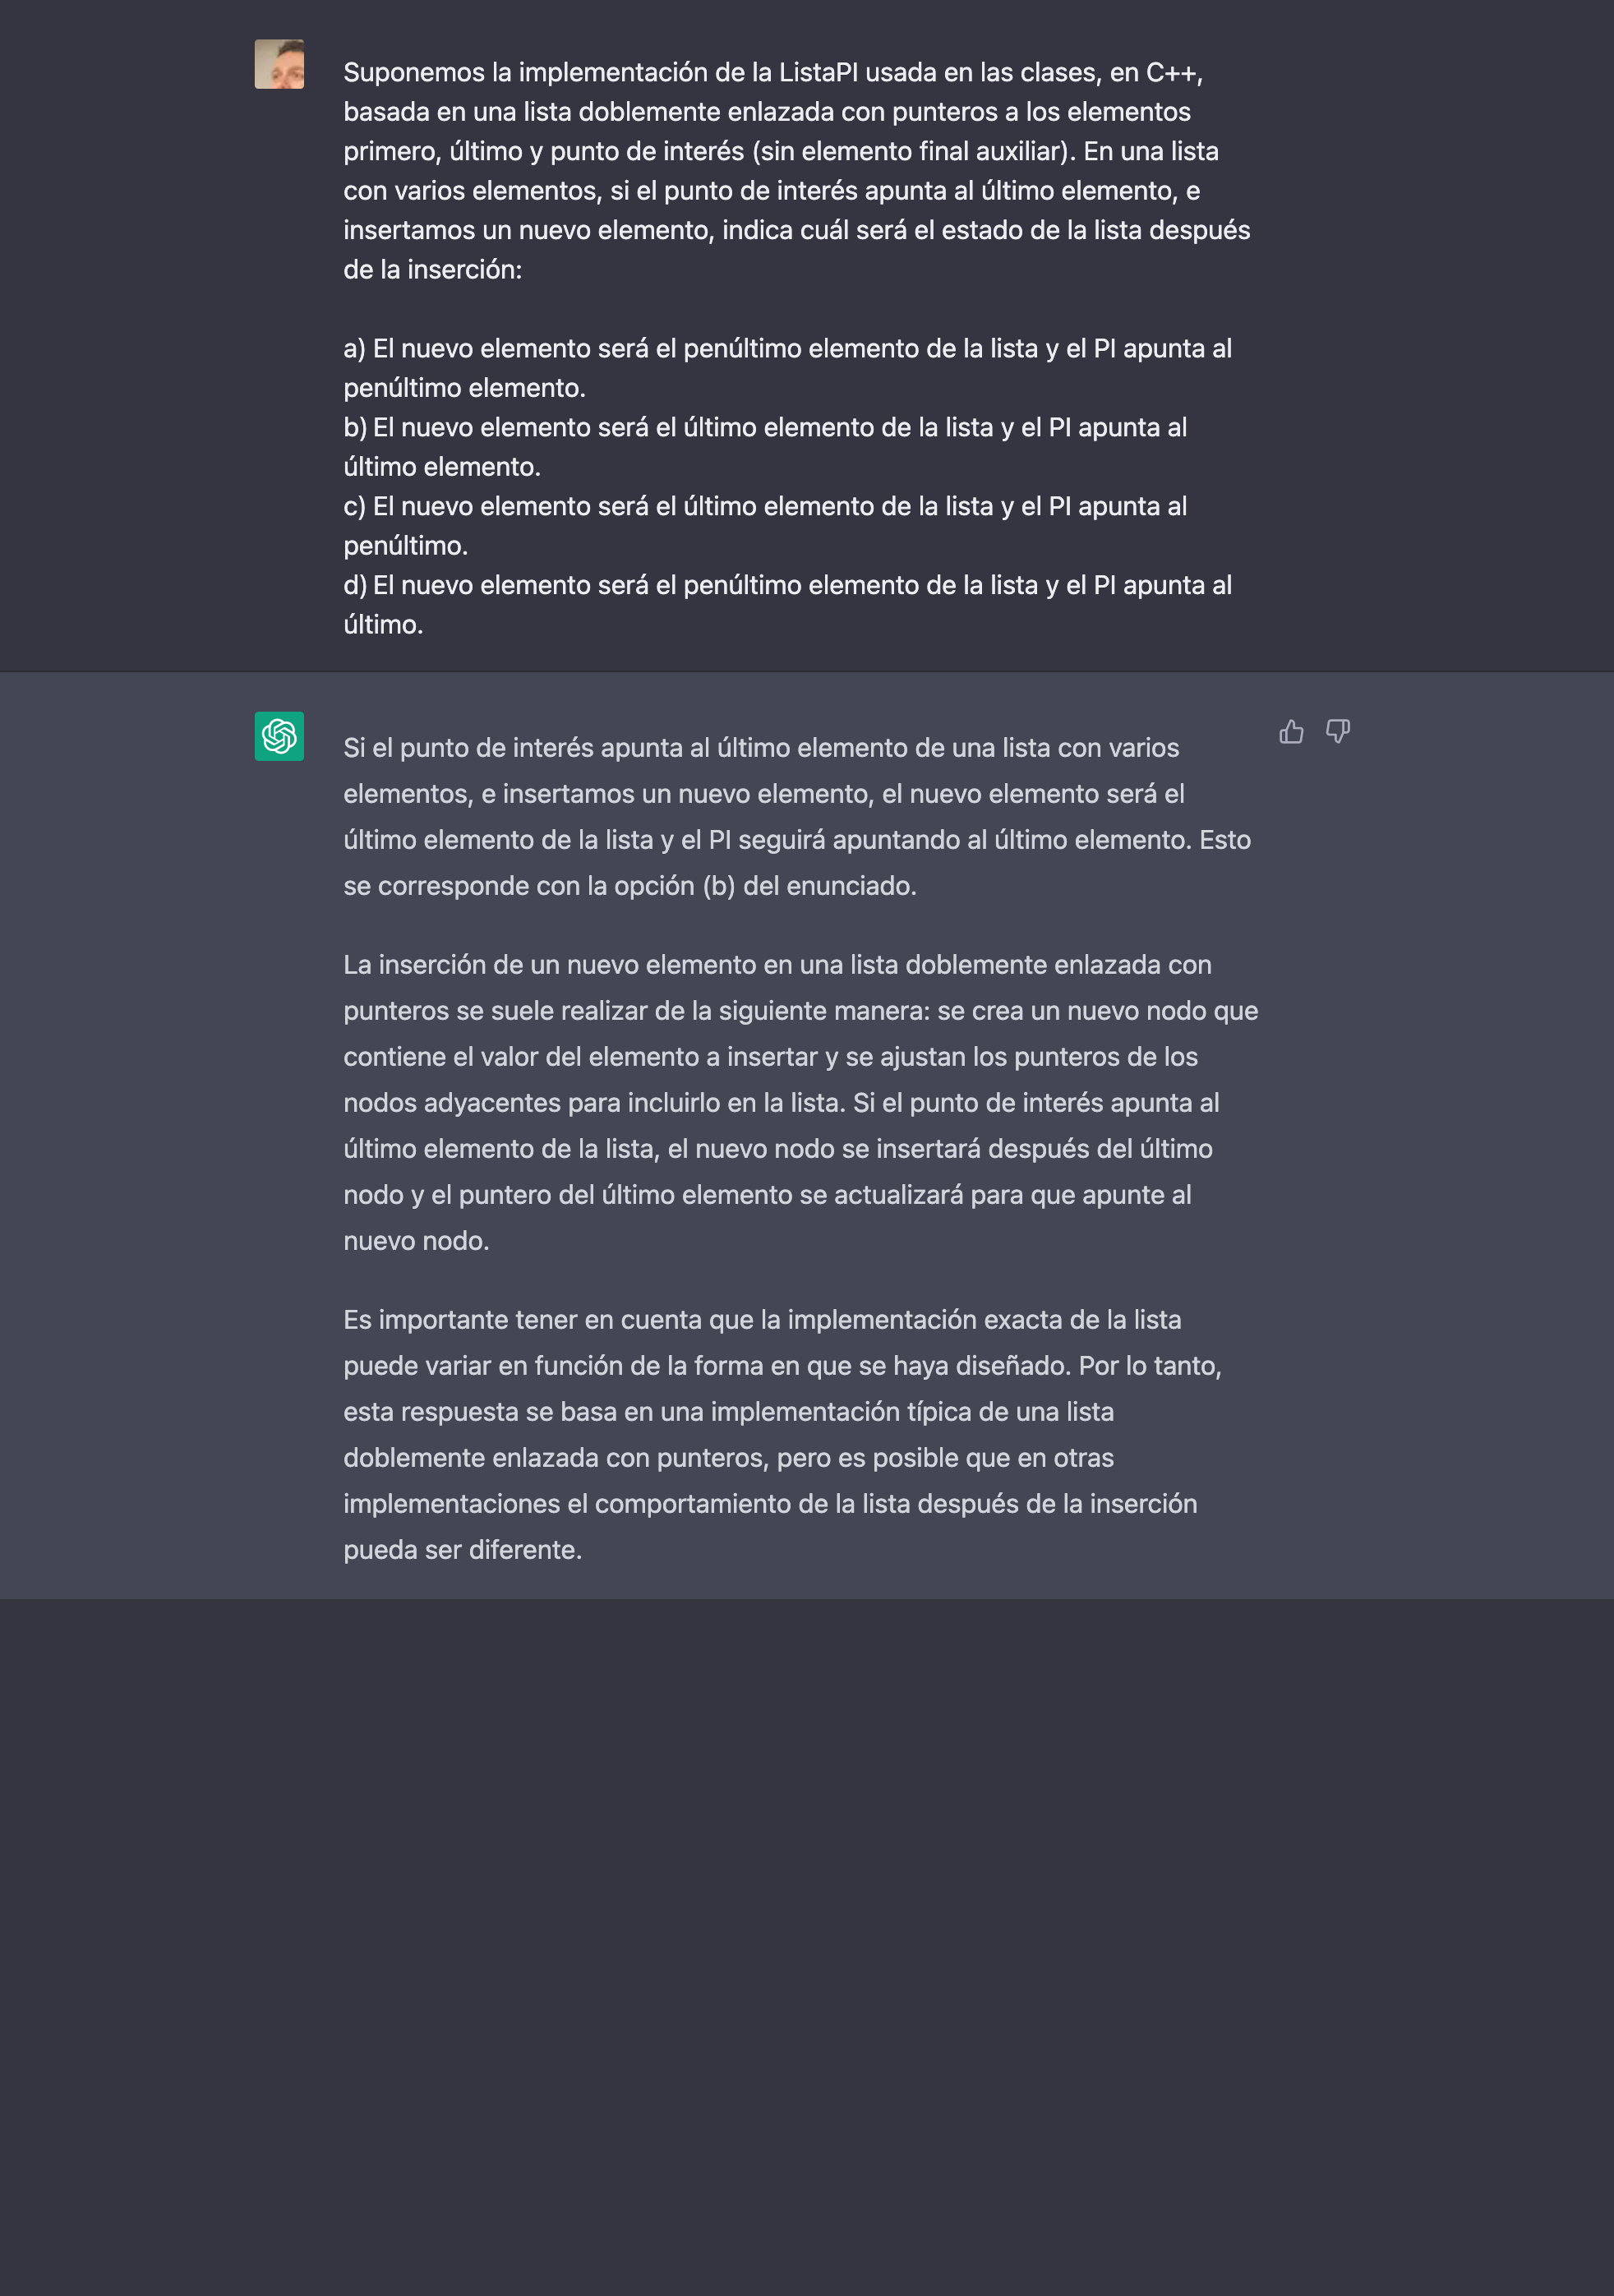 Suponemos la implementación de la ListaPI usada en las clases, en C++,
basada en una lista doblemente enlazada con punteros a los elementos
primero, último y punto de interés (sin elemento final auxiliar). En una lista
con varios elementos, si el punto de interés apunta al último elemento, e
insertamos un nuevo elemento, indica cuál será el estado de la lista después
de la inserción:
a) El nuevo elemento será el penúltimo elemento de la lista y el PI apunta al
penúltimo elemento.
b) El nuevo elemento será el último elemento de la lista y el PI apunta al
último elemento.
c) El nuevo elemento será el último elemento de la lista y el PI apunta al
penúltimo.
d) El nuevo elemento será el penúltimo elemento de la lista y el PI apunta al
último.
Si el punto de interés apunta al último elemento de una lista con varios
elementos, e insertamos un nuevo elemento, el nuevo elemento será el
último elemento de la lista y el PI seguirá apuntando al último elemento. Esto
se corresponde con la opción (b) del enunciado.
La inserción de un nuevo elemento en una lista doblemente enlazada con
punteros se suele realizar de la siguiente manera: se crea un nuevo nodo que
contiene el valor del elemento a insertar y se ajustan los punteros de los
nodos adyacentes para incluirlo en la lista. Si el punto de interés apunta al
último elemento de la lista, el nuevo nodo se insertará después del último
nodo y el puntero del último elemento se actualizará para que apunte al
nuevo nodo.
Es importante tener en cuenta que la implementación exacta de la lista
puede variar en función de la forma en que se haya diseñado. Por lo tanto,
esta respuesta se basa en una implementación típica de una lista
doblemente enlazada con punteros, pero es posible que en otras
implementaciones el comportamiento de la lista después de la inserción
pueda ser diferente.